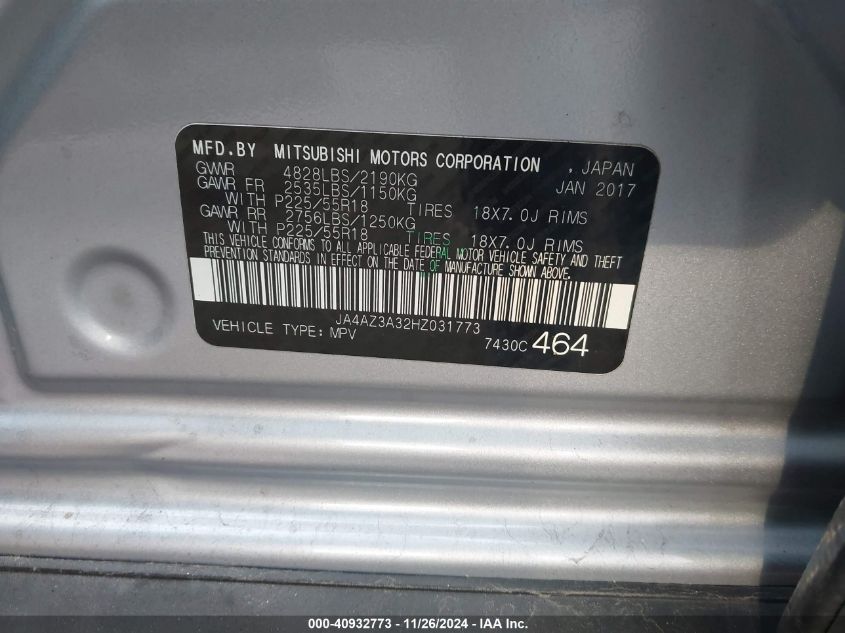 MFD.BY MITSUBISHI MOTORS CORPORATION , JAPAN
GVWR 4828LBS/2190KG JAN 2017
GAWR FR 2535LBS/1150KG
WITH P225/55R18 TIRES 18X7.0J RIMS
GAWR RR 2756LBS/1250KG
WITH P225/55R18 TIRES 18X7.0J RIMS
THIS VEHICLE CONFORMS TO ALL APPLICABLE FEDERAL MOTOR VEHICLE SAFETY AND THEFT
PREVENTION STANDARDS IN EFFECT ON THE DATE OF MANUFACTURE SHOWN ABOVE.
JA4AZ3A32HZ031773
VEHICLE TYPE: MPV
7430C 464
000-40932773 - 11/26/2024 - IAA Inc.